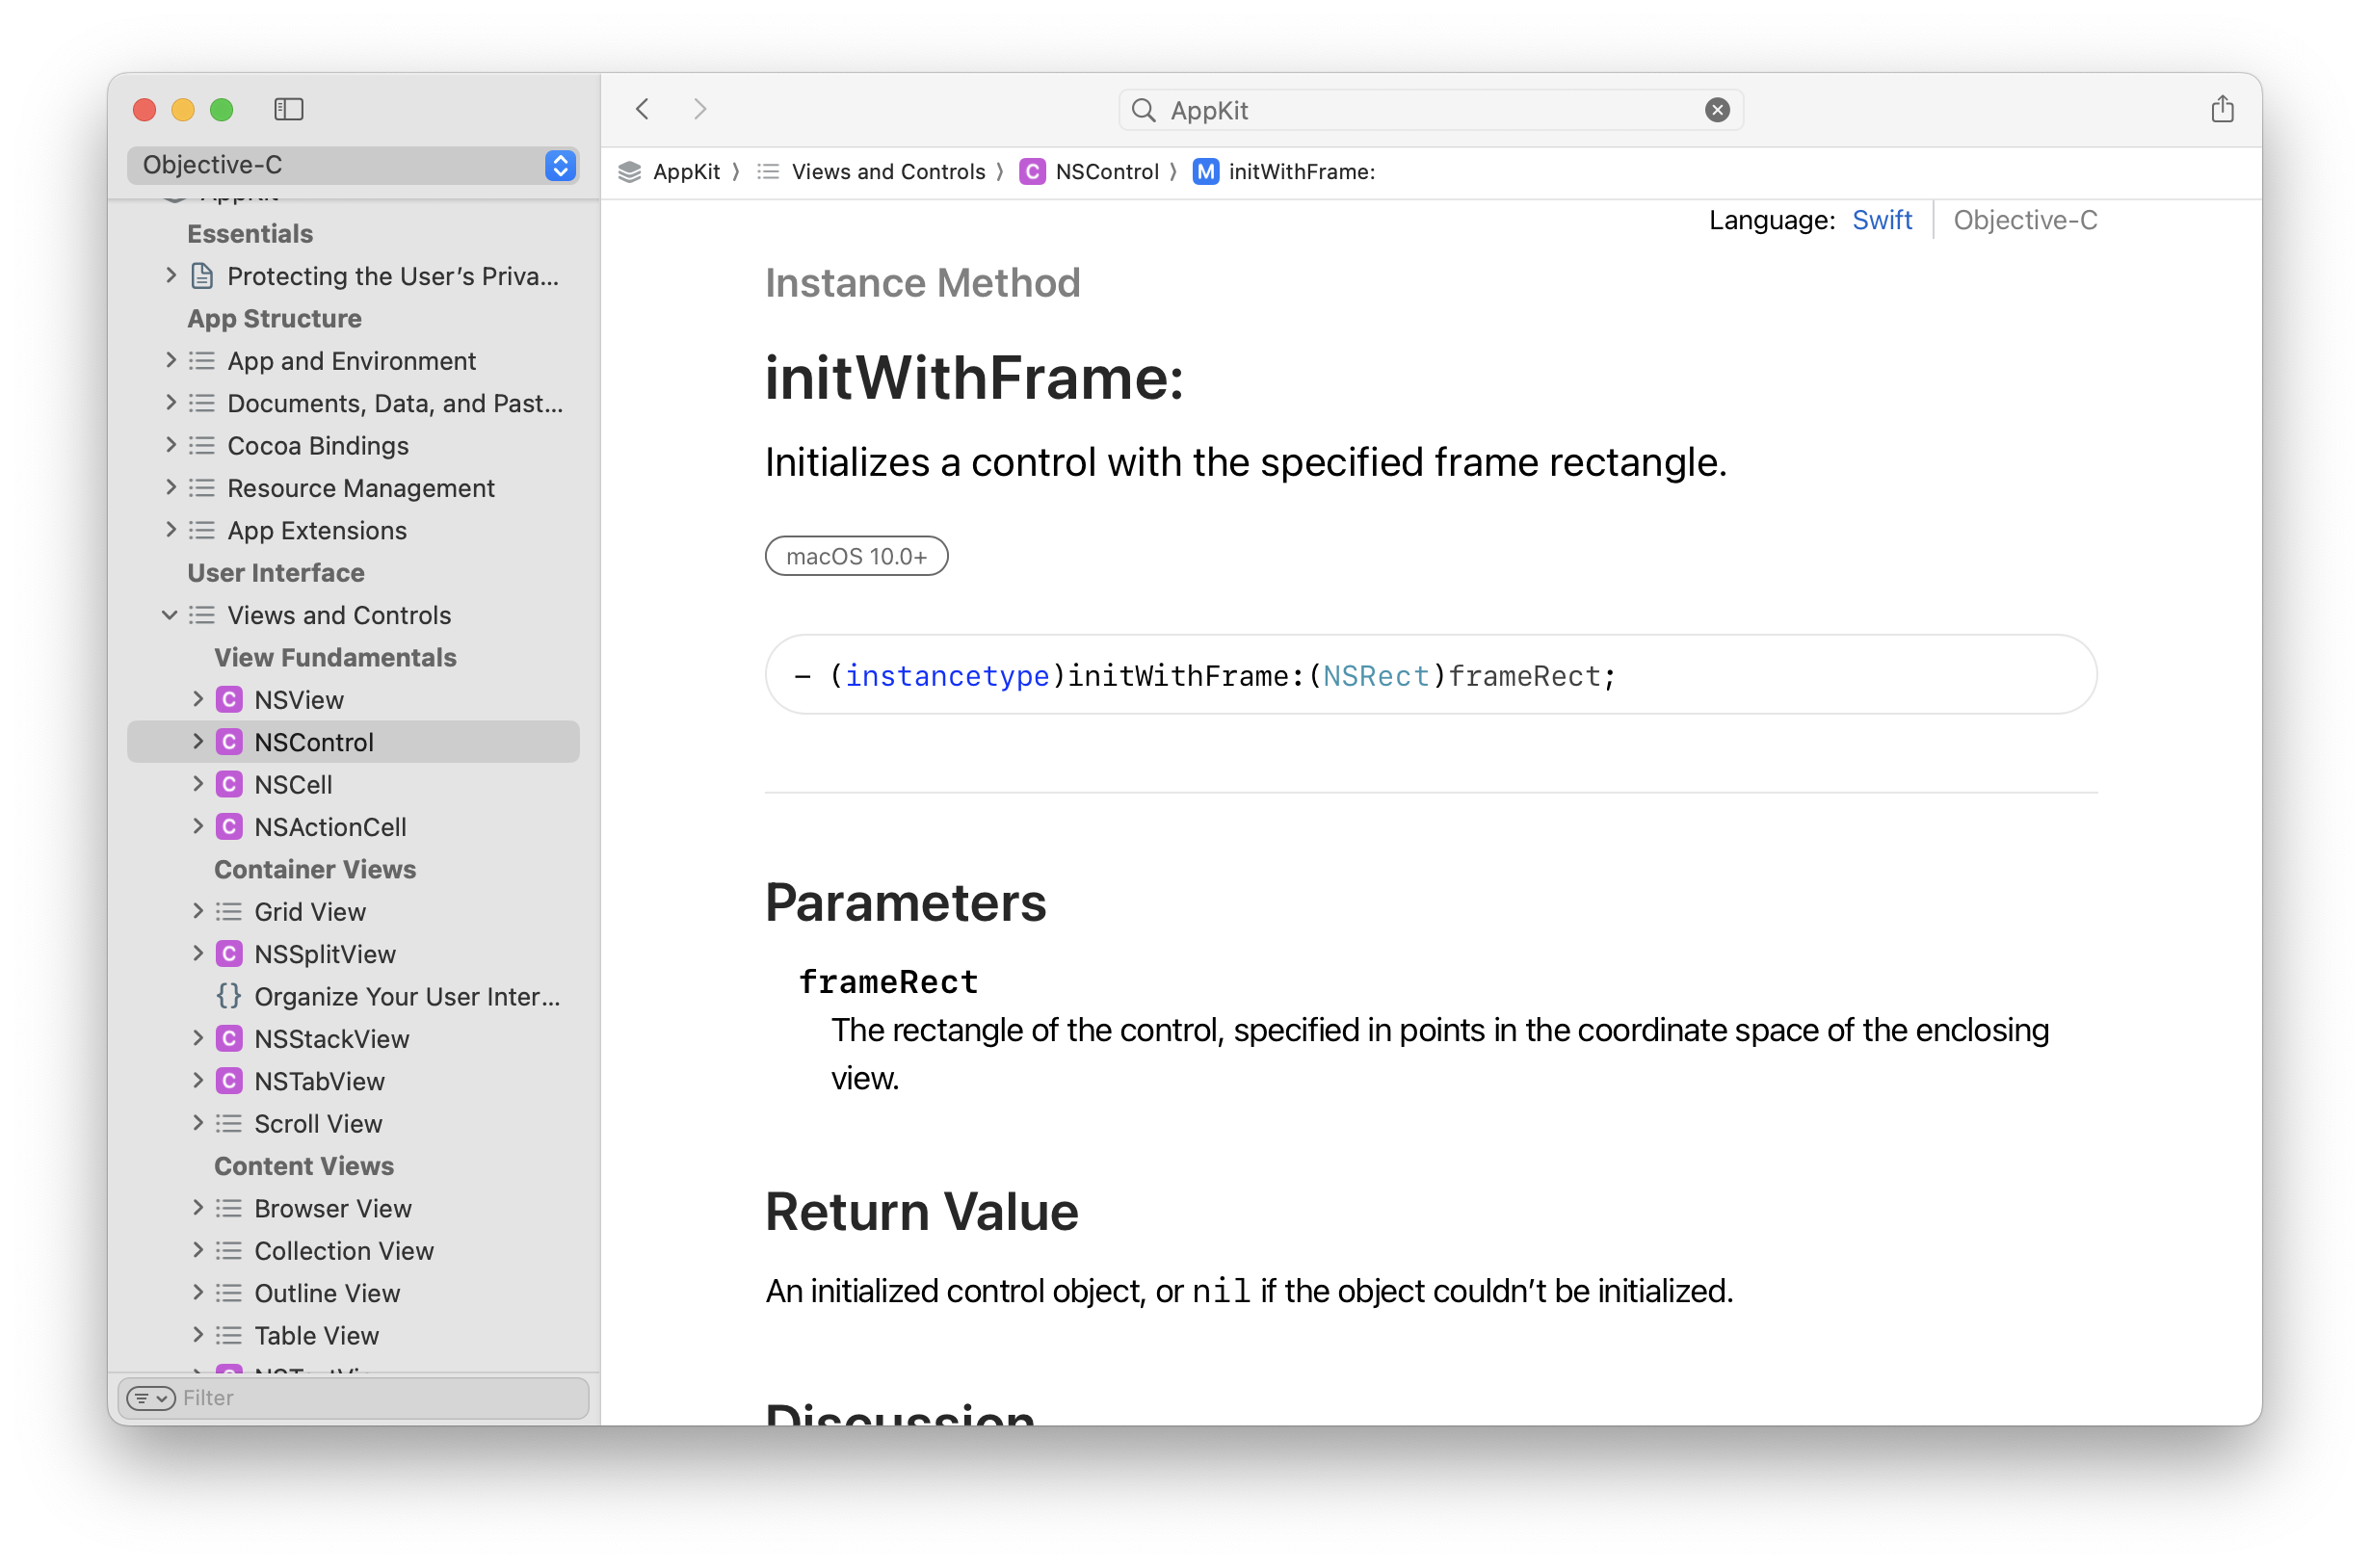 AppKit
Objective-C
AppKit
Essentials
Protecting the User’s Priva...
App Structure
App and Environment
Documents, Data, and Past...
Cocoa Bindings
Resource Management
App Extensions
User Interface
Views and Controls
View Fundamentals
C NSView
C NSControl
C NSCell
C NSActionCell
Container Views
Grid View
C NSSplitView
{} Organize Your User Inter...
C NSStackView
C NSTabView
Scroll View
Content Views
Browser View
Collection View
Outline View
Table View
Filter
AppKit ⟩ Views and Controls ⟩ C NSControl ⟩ M initWithFrame:
Language: Swift Objective-C
Instance Method
initWithFrame:
Initializes a control with the specified frame rectangle.
macOS 10.0+
- (instancetype)initWithFrame:(NSRect)frameRect;
Parameters
frameRect
The rectangle of the control, specified in points in the coordinate space of the enclosing
view.
Return Value
An initialized control object, or nil if the object couldn’t be initialized.
Discussion